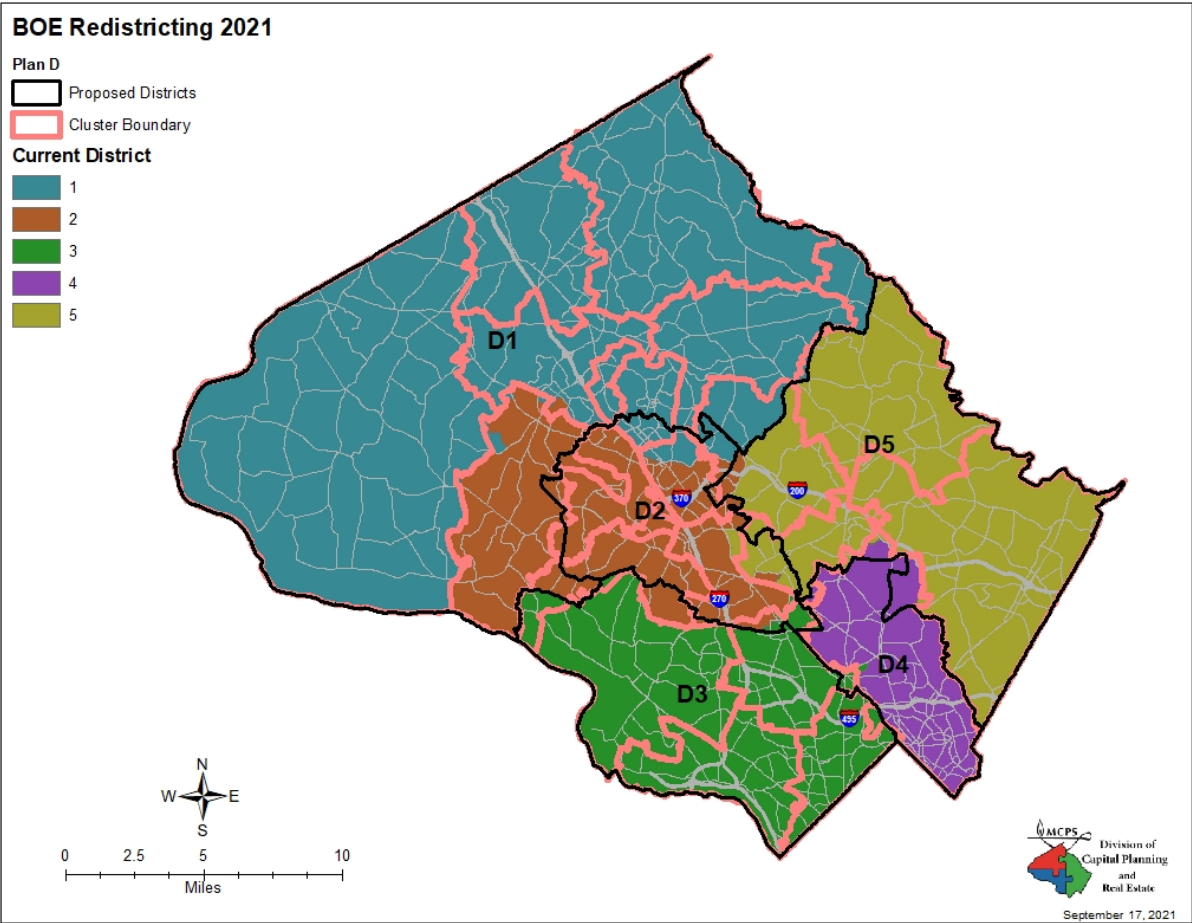 BOE Redistricting 2021
Plan D
Proposed Districts
Cluster Boundary
Current District
1
2
3
4
5
D1
D5
200
370
D2
270
D4
D3
495
N
W E
S
0 2.5 5 10
Miles
MCPS
Division of
Capital Planning
and
Real Estate
September 17, 2021